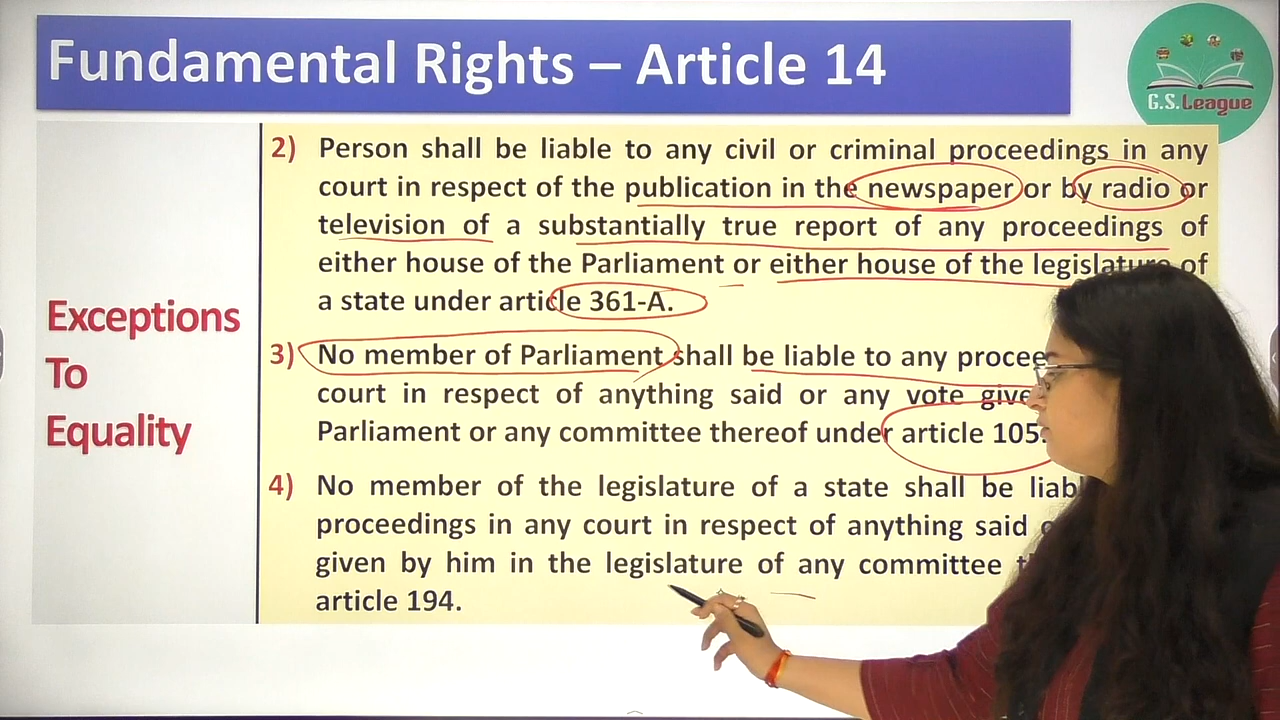 Fundamental Rights – Article 14
G.S.League
Exceptions
To
Equality
2) Person shall be liable to any civil or criminal proceedings in any
court in respect of the publication in the newspaper or by radio or
television of a substantially true report of any proceedings of
either house of the Parliament or either house of the legislature of
a state under article 361-A.
3) No member of Parliament shall be liable to any procee
court in respect of anything said or any vote give
Parliament or any committee thereof under article 105.
4) No member of the legislature of a state shall be liabl
proceedings in any court in respect of anything said
given by him in the legislature of any committee
article 194.